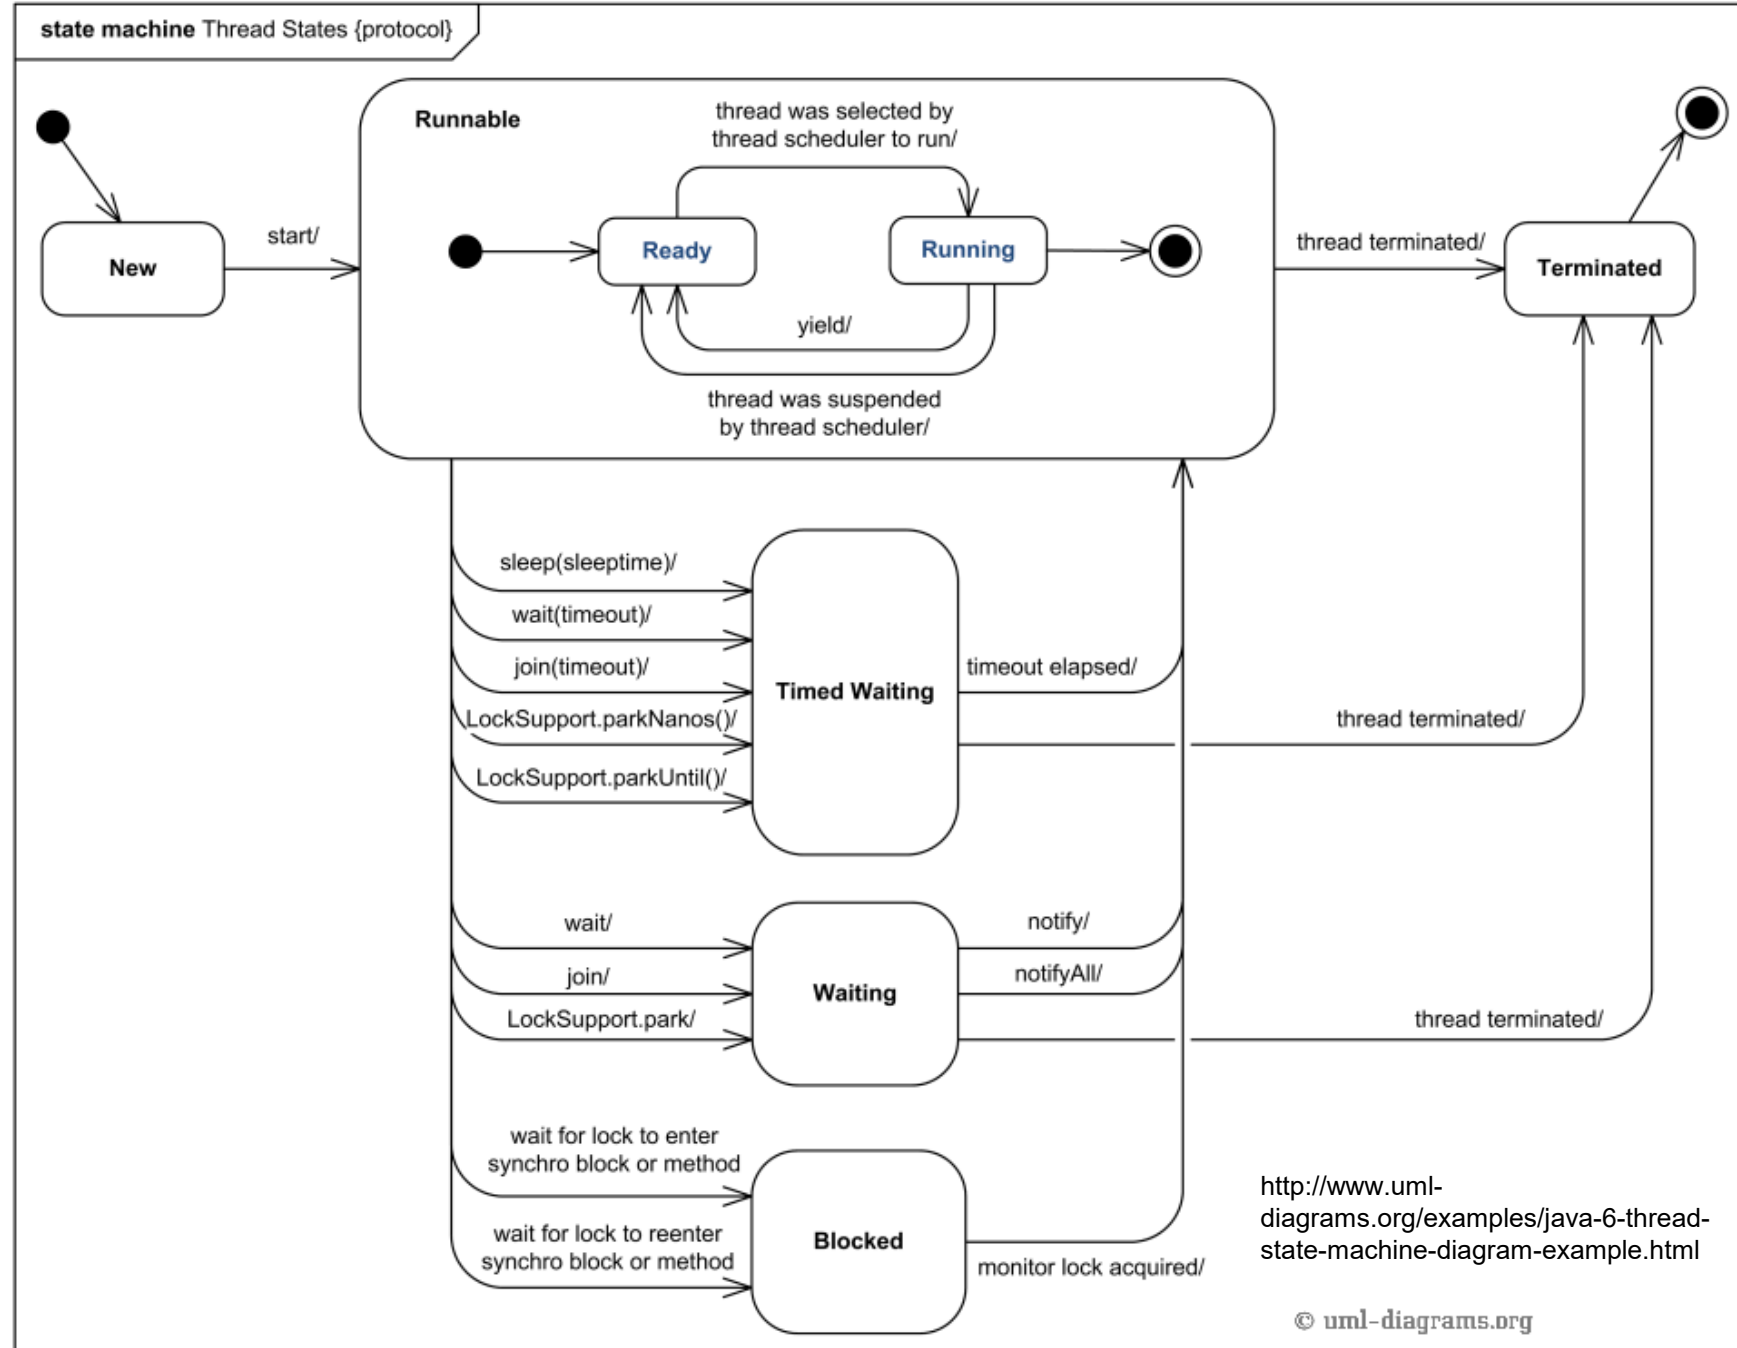 state machine Thread States {protocol}
Runnable
thread was selected by
thread scheduler to run/
New
start/
Ready
Running
thread terminated/
Terminated
yield/
thread was suspended
by thread scheduler/
sleep(sleeptime)/
wait(timeout)/
join(timeout)/
LockSupport.parkNanos()/
LockSupport.parkUntil()/
Timed Waiting
timeout elapsed/
thread terminated/
wait/
join/
LockSupport.park/
Waiting
notify/
notifyAll/
thread terminated/
wait for lock to enter
synchro block or method
wait for lock to reenter
synchro block or method
Blocked
monitor lock acquired/
http://www.uml-
diagrams.org/examples/java-6-thread-
state-machine-diagram-example.html
© uml-diagrams.org